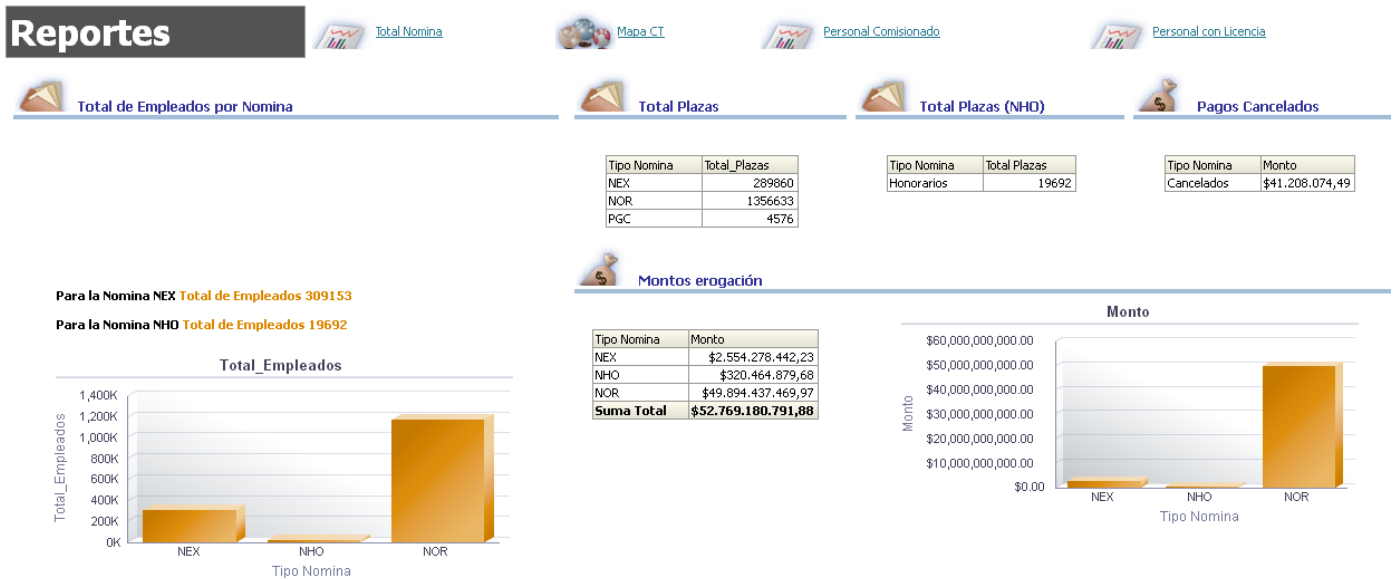 Reportes
Total Nomina
Mapa CT
Personal Comisionado
Personal con Licencia
Total de Empleados por Nomina
Para la Nomina NEX Total de Empleados 309153
Para la Nomina NHO Total de Empleados 19692
Total_Empleados
Total_Empleados
1,400K
1,200K
1,000K
800K
600K
400K
200K
0K
NEX NHO NOR
Tipo Nomina
Total Plazas
Tipo Nomina Total_Plazas
NEX 289860
NOR 1356633
PGC 4576
Total Plazas (NHO)
Tipo Nomina Total Plazas
Honorarios 19692
Pagos Cancelados
Tipo Nomina Monto
Cancelados $41.208.074,49
Montos erogación
Tipo Nomina Monto
NEX $2.554.278.442,23
NHO $320.464.879,68
NOR $49.894.437.469,97
Suma Total $52.769.180.791,88
Monto
Monto
$60,000,000,000.00
$50,000,000,000.00
$40,000,000,000.00
$30,000,000,000.00
$20,000,000,000.00
$10,000,000,000.00
$0.00
NEX NHO NOR
Tipo Nomina